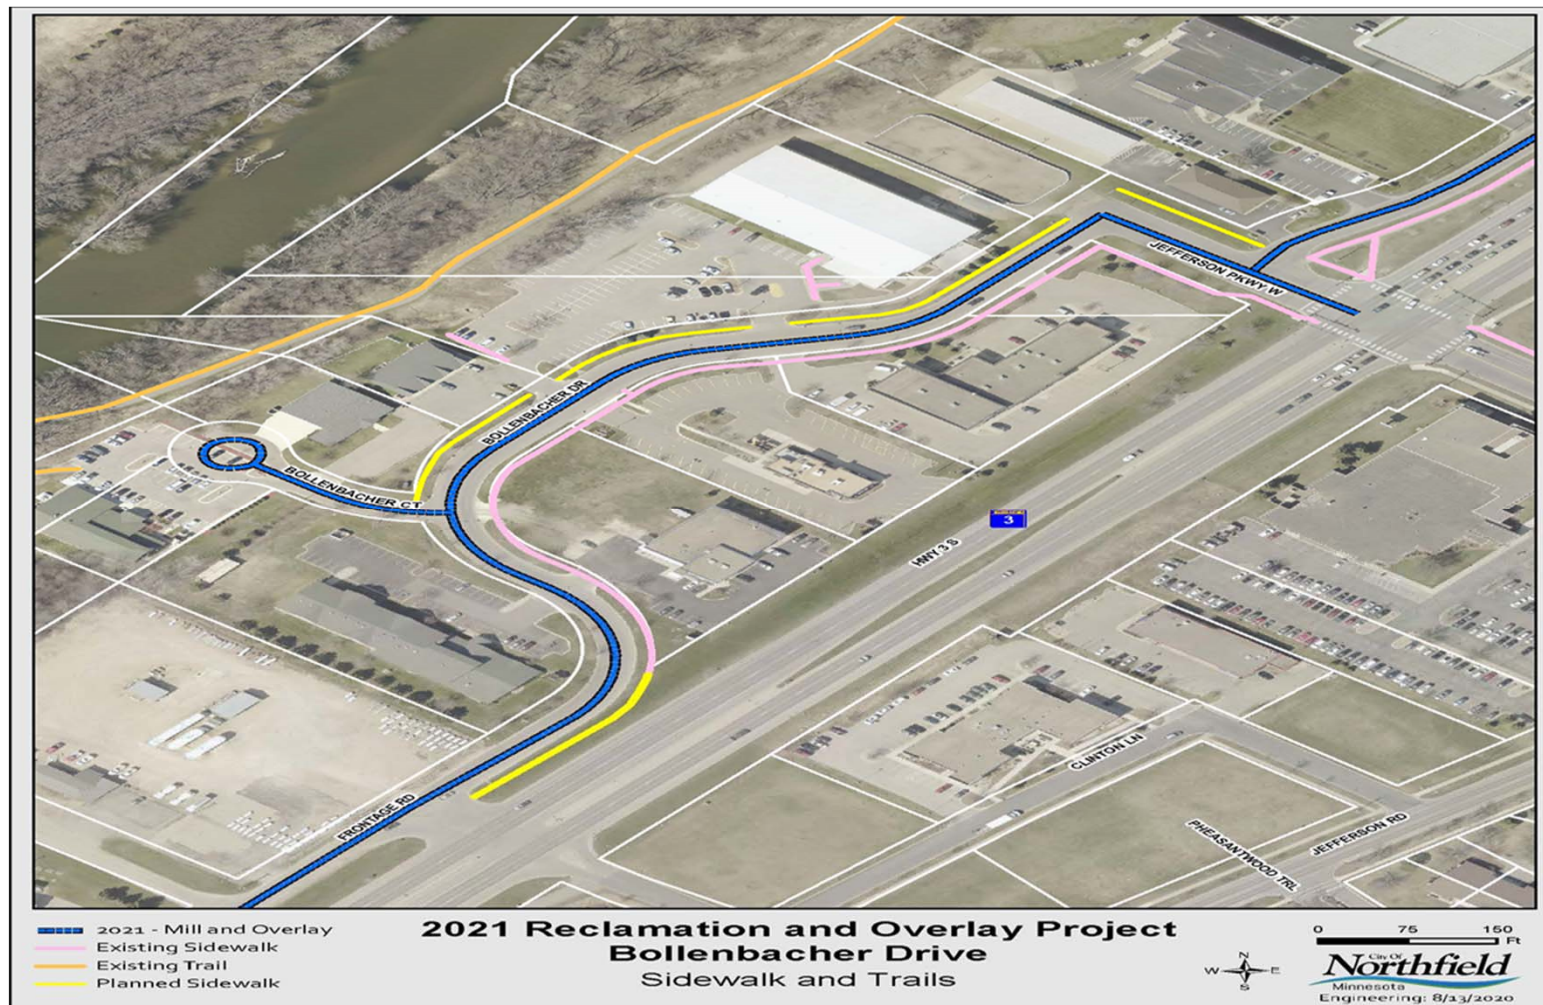 JEFFERSON PKWY W
BOLLENBACHER DR
BOLLENBACHER CT
3
HWY 3 S
CLINTON LN
FRONTAGE RD
PHEASANTWOOD TRL
JEFFERSON RD
2021 - Mill and Overlay
Existing Sidewalk
Existing Trail
Planned Sidewalk
2021 Reclamation and Overlay Project
Bollenbacher Drive
Sidewalk and Trails
N
W E
S
0 75 150
Ft
City Of
Northfield
Minnesota
Engineering: 8/13/2020